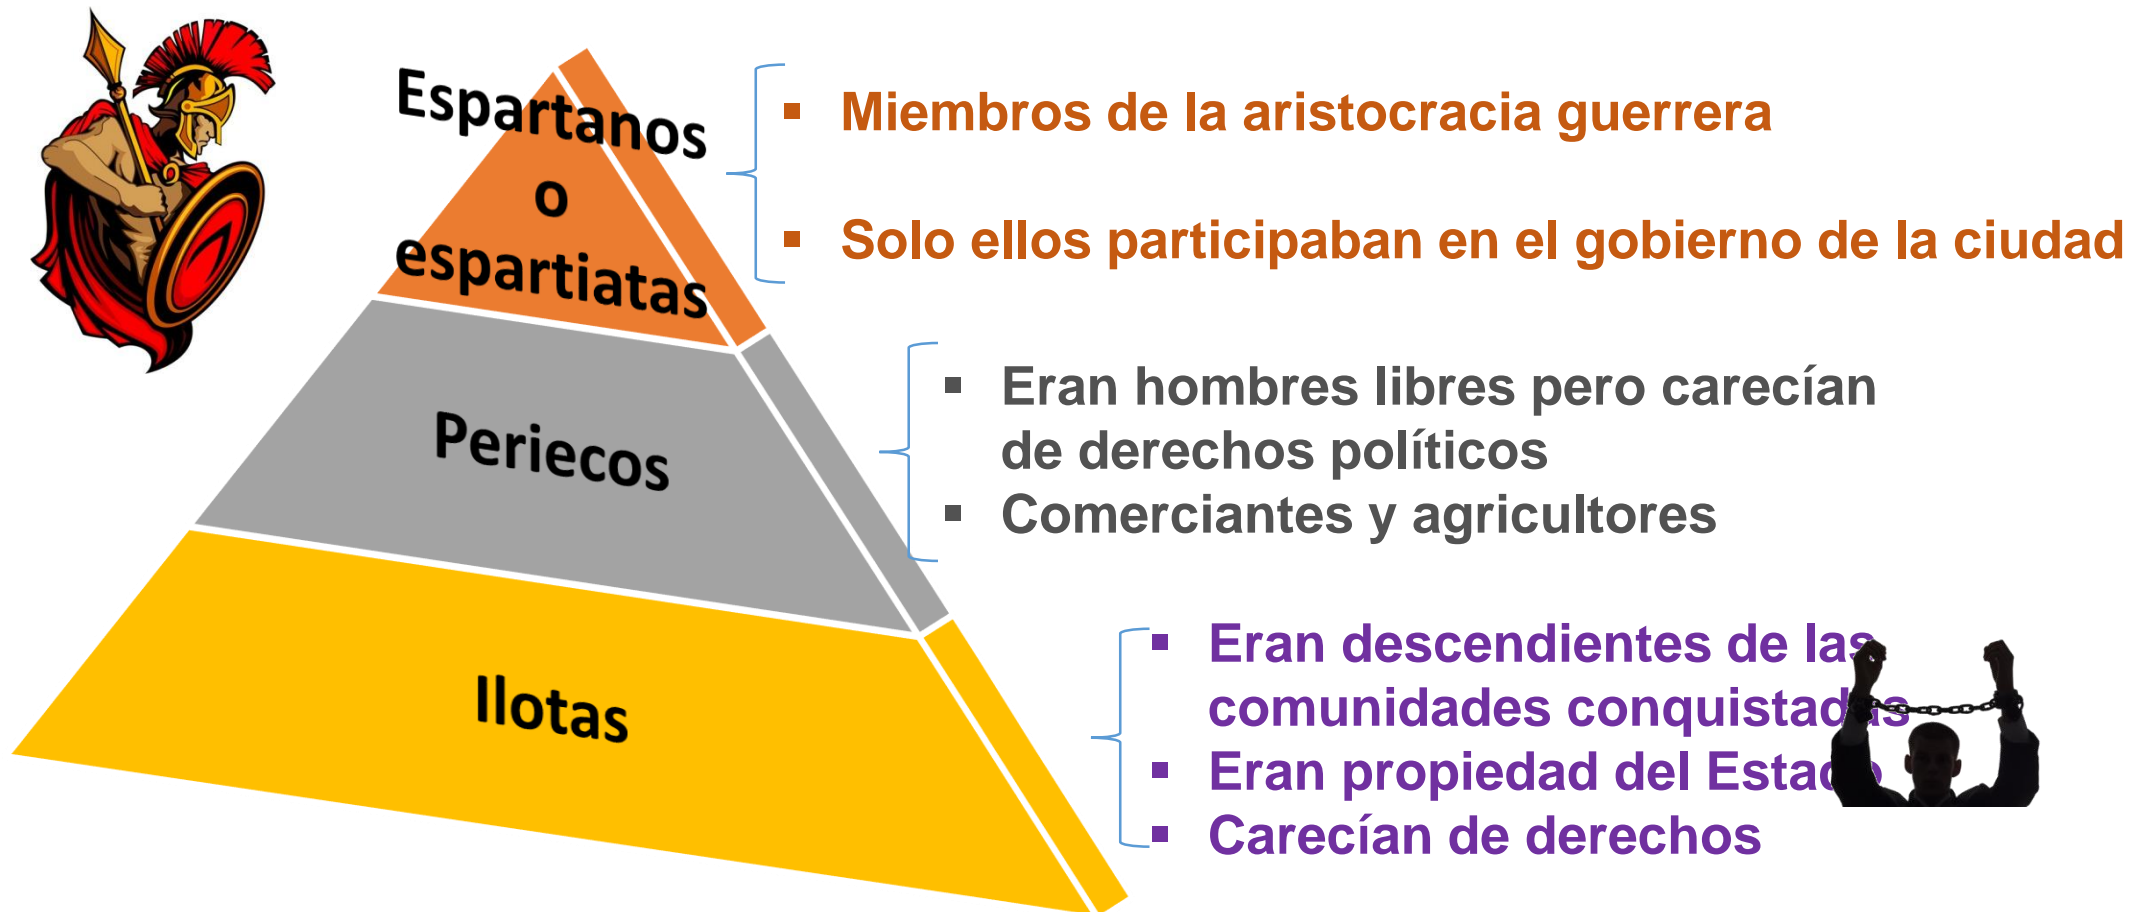 Espartanos
o
espartiatas
▪ Miembros de la aristocracia guerrera
▪ Solo ellos participaban en el gobierno de la ciudad
Periecos
▪ Eran hombres libres pero carecían
de derechos políticos
▪ Comerciantes y agricultores
Ilotas
▪ Eran descendientes de las
comunidades conquistadas
▪ Eran propiedad del Estado
▪ Carecían de derechos